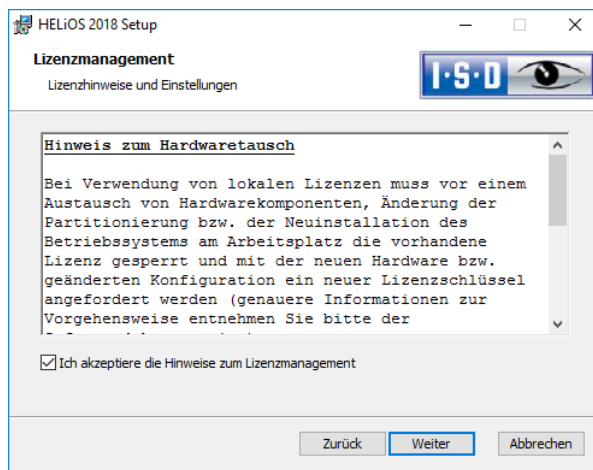 HELiOS 2018 Setup
Lizenzmanagement
Lizenzhinweise und Einstellungen
I·S·D
Hinweis zum Hardwaretausch
Bei Verwendung von lokalen Lizenzen muss vor einem
Austausch von Hardwarekomponenten, Änderung der
Partitionierung bzw. der Neuinstallation des
Betriebssystems am Arbeitsplatz die vorhandene
Lizenz gesperrt und mit der neuen Hardware bzw.
geänderten Konfiguration ein neuer Lizenzschlüssel
angefordert werden (genauere Informationen zur
Vorgehensweise entnehmen Sie bitte der
Ich akzeptiere die Hinweise zum Lizenzmanagement
Zurück
Weiter
Abbrechen